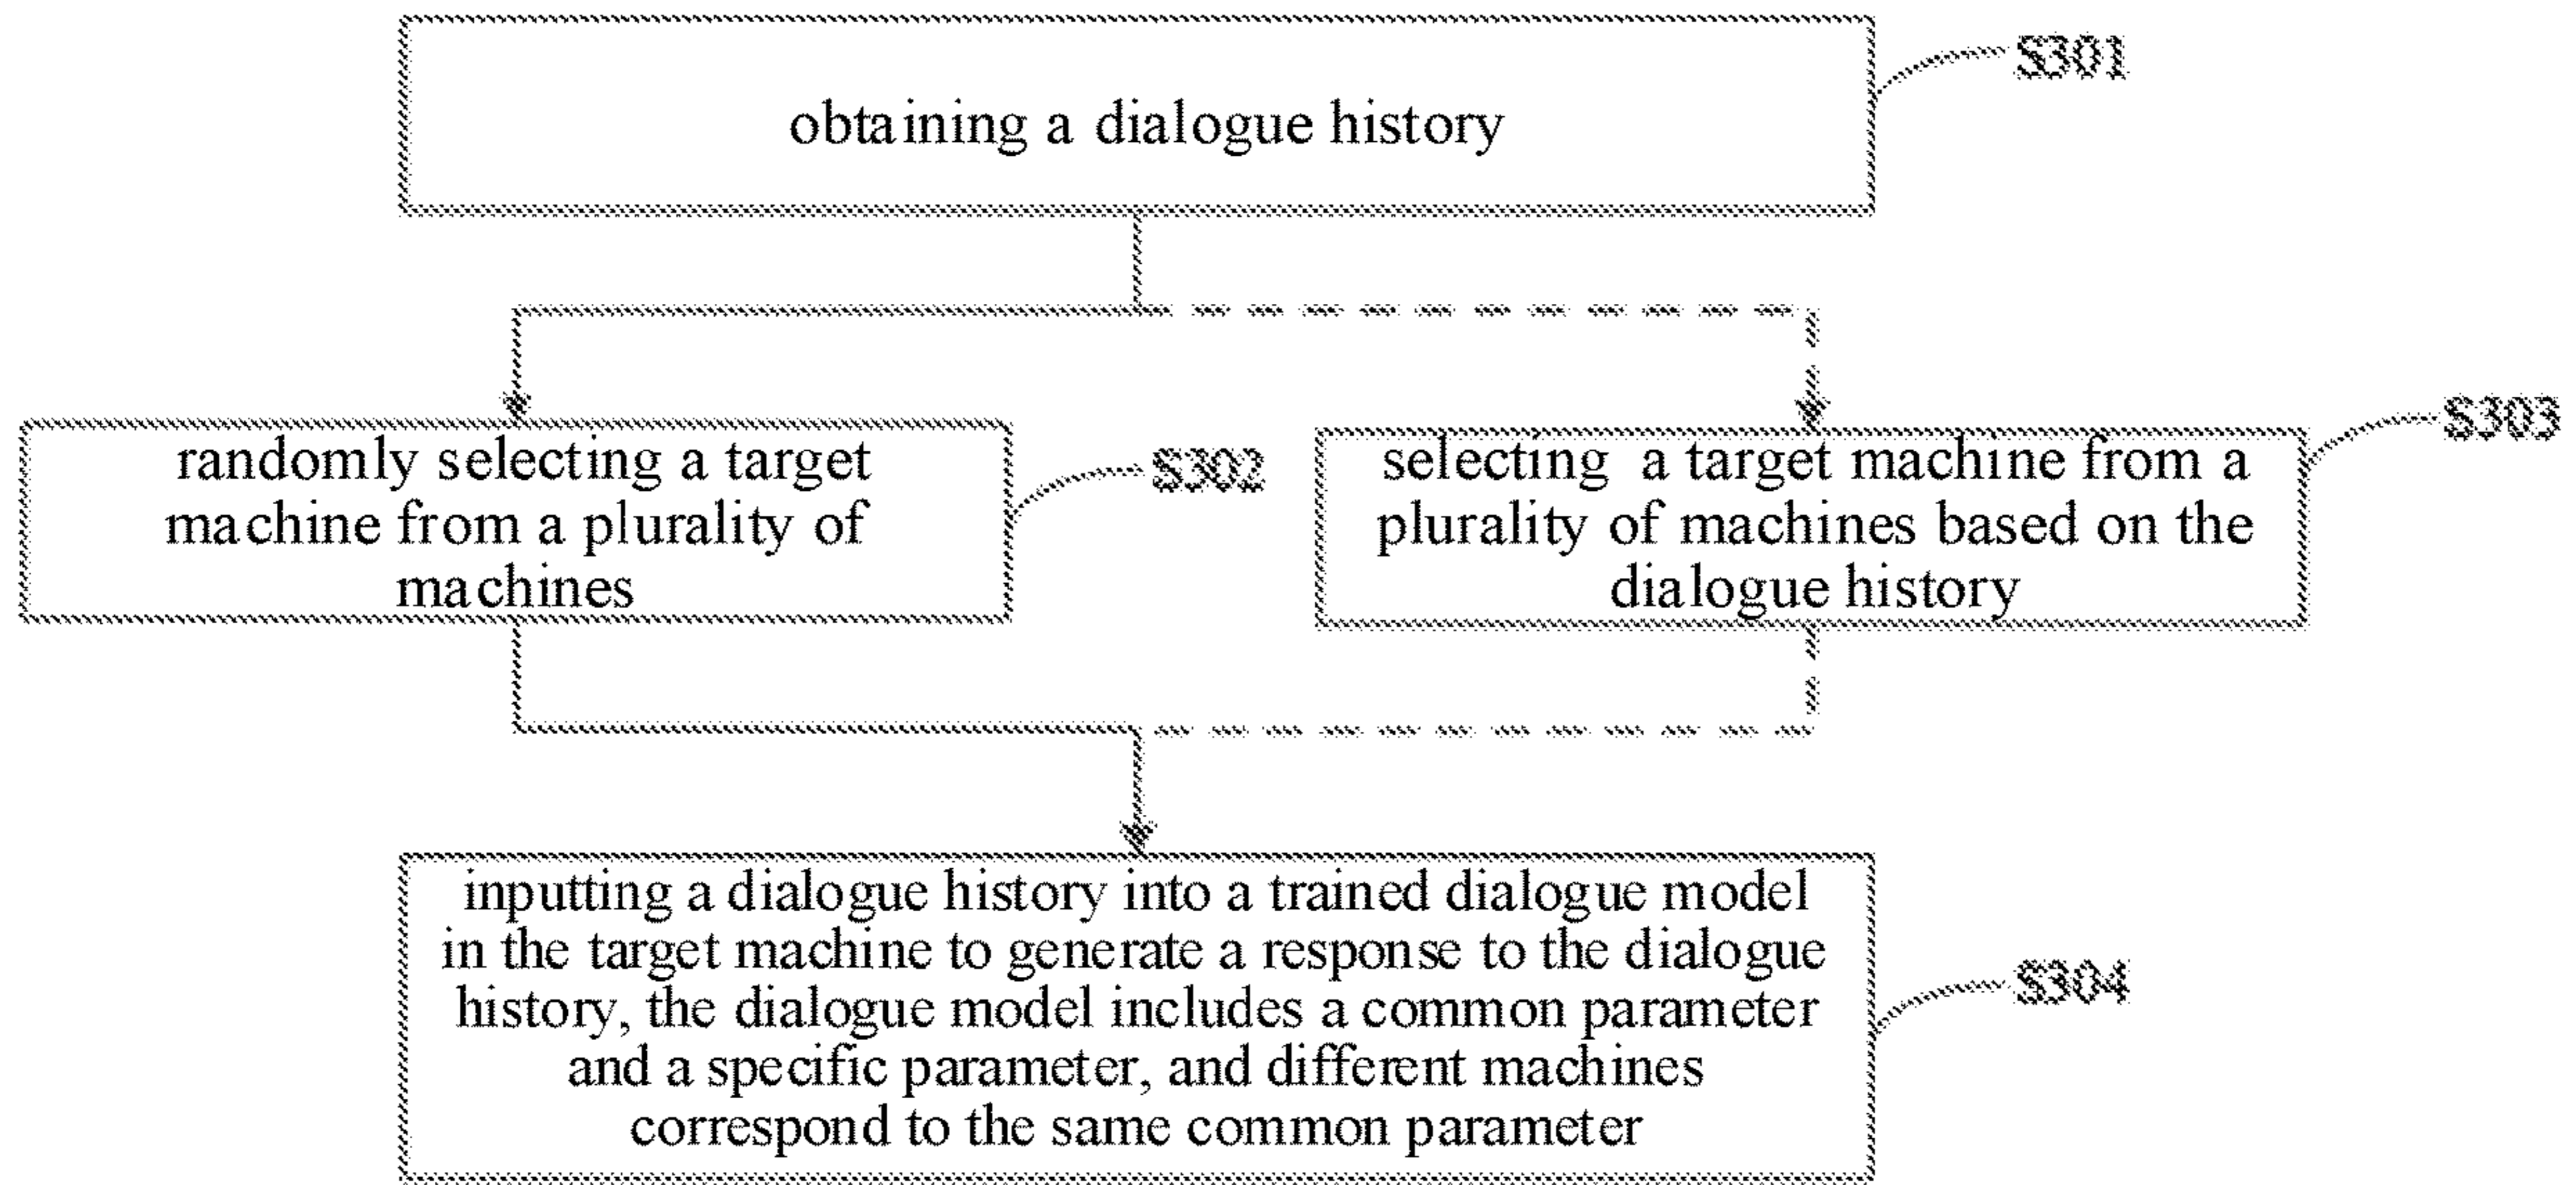 obtaining a dialogue history
S301
randomly selecting a target
machine from a plurality of
machines
S302
selecting a target machine from a
plurality of machines based on the
dialogue history
S303
inputting a dialogue history into a trained dialogue model
in the target machine to generate a response to the dialogue
history, the dialogue model includes a common parameter
and a specific parameter, and different machines
correspond to the same common parameter
S304